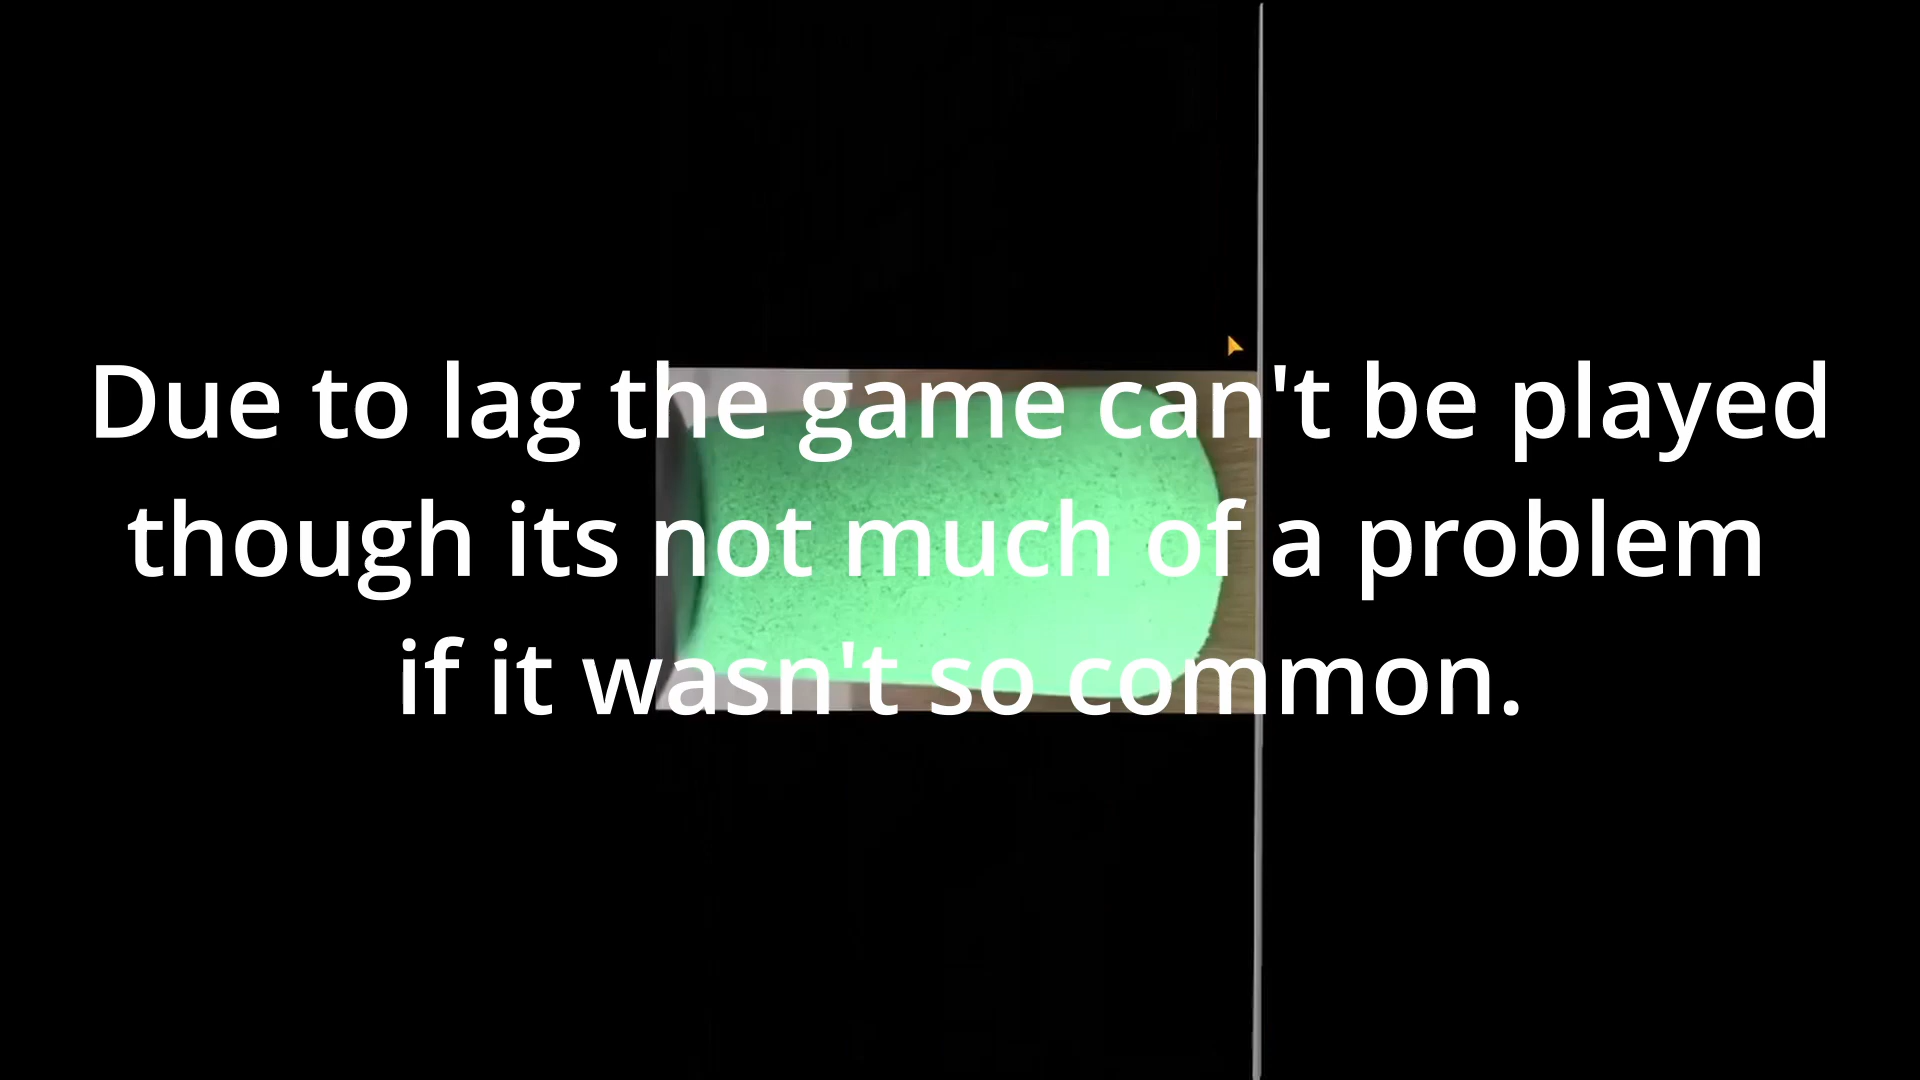 Due to lag the game can't be played
though its not much of a problem
if it wasn't so common.